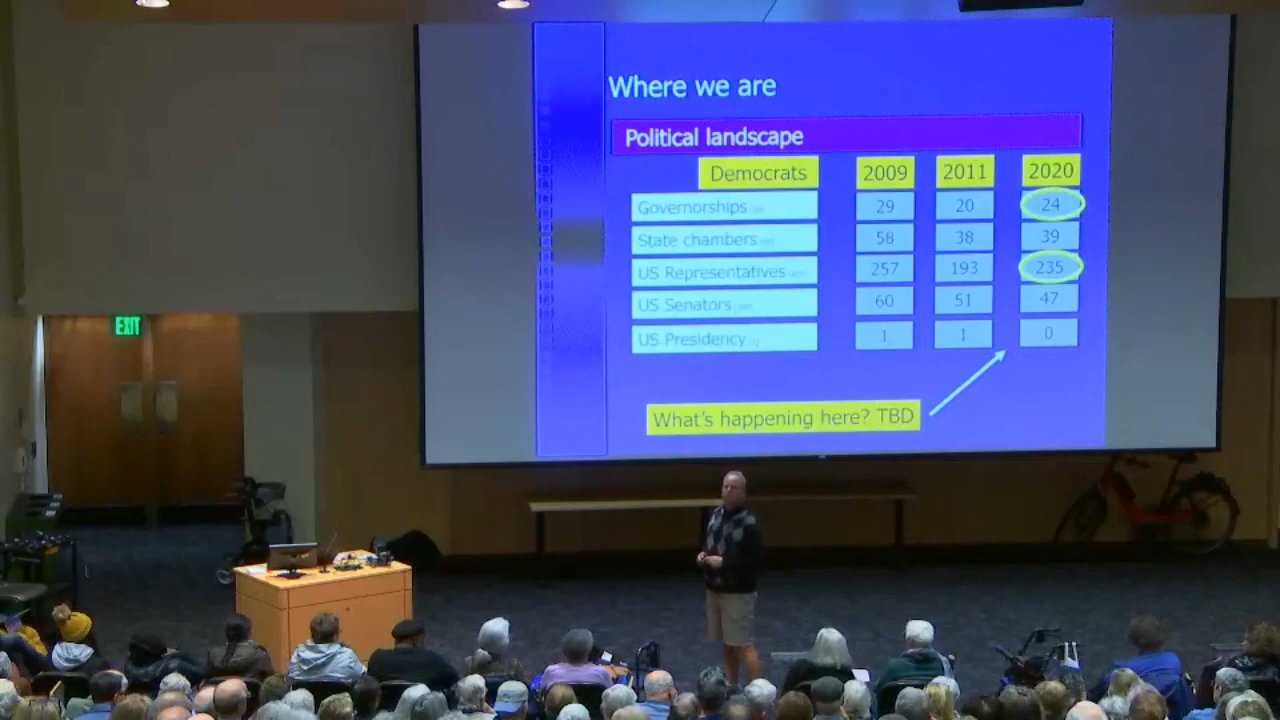 EXIT
Where we are
Political landscape
Democrats 2009 2011 2020
Governorships 29 20 24
State chambers 58 38 39
US Representatives 257 193 235
US Senators 60 51 47
US Presidency 1 1 0
What's happening here? TBD